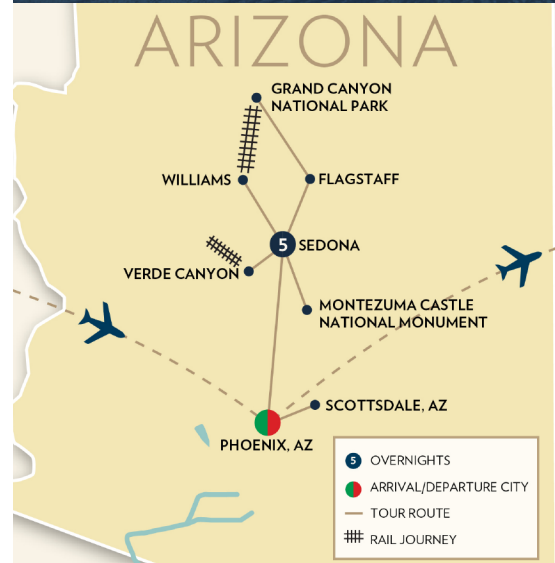 ARIZONA
GRAND CANYON
NATIONAL PARK
WILLIAMS
FLAGSTAFF
5
SEDONA
VERDE CANYON
MONTEZUMA CASTLE
NATIONAL MONUMENT
SCOTTSDALE, AZ
PHOENIX, AZ
5 OVERNIGHTS
ARRIVAL/DEPARTURE CITY
TOUR ROUTE
RAIL JOURNEY